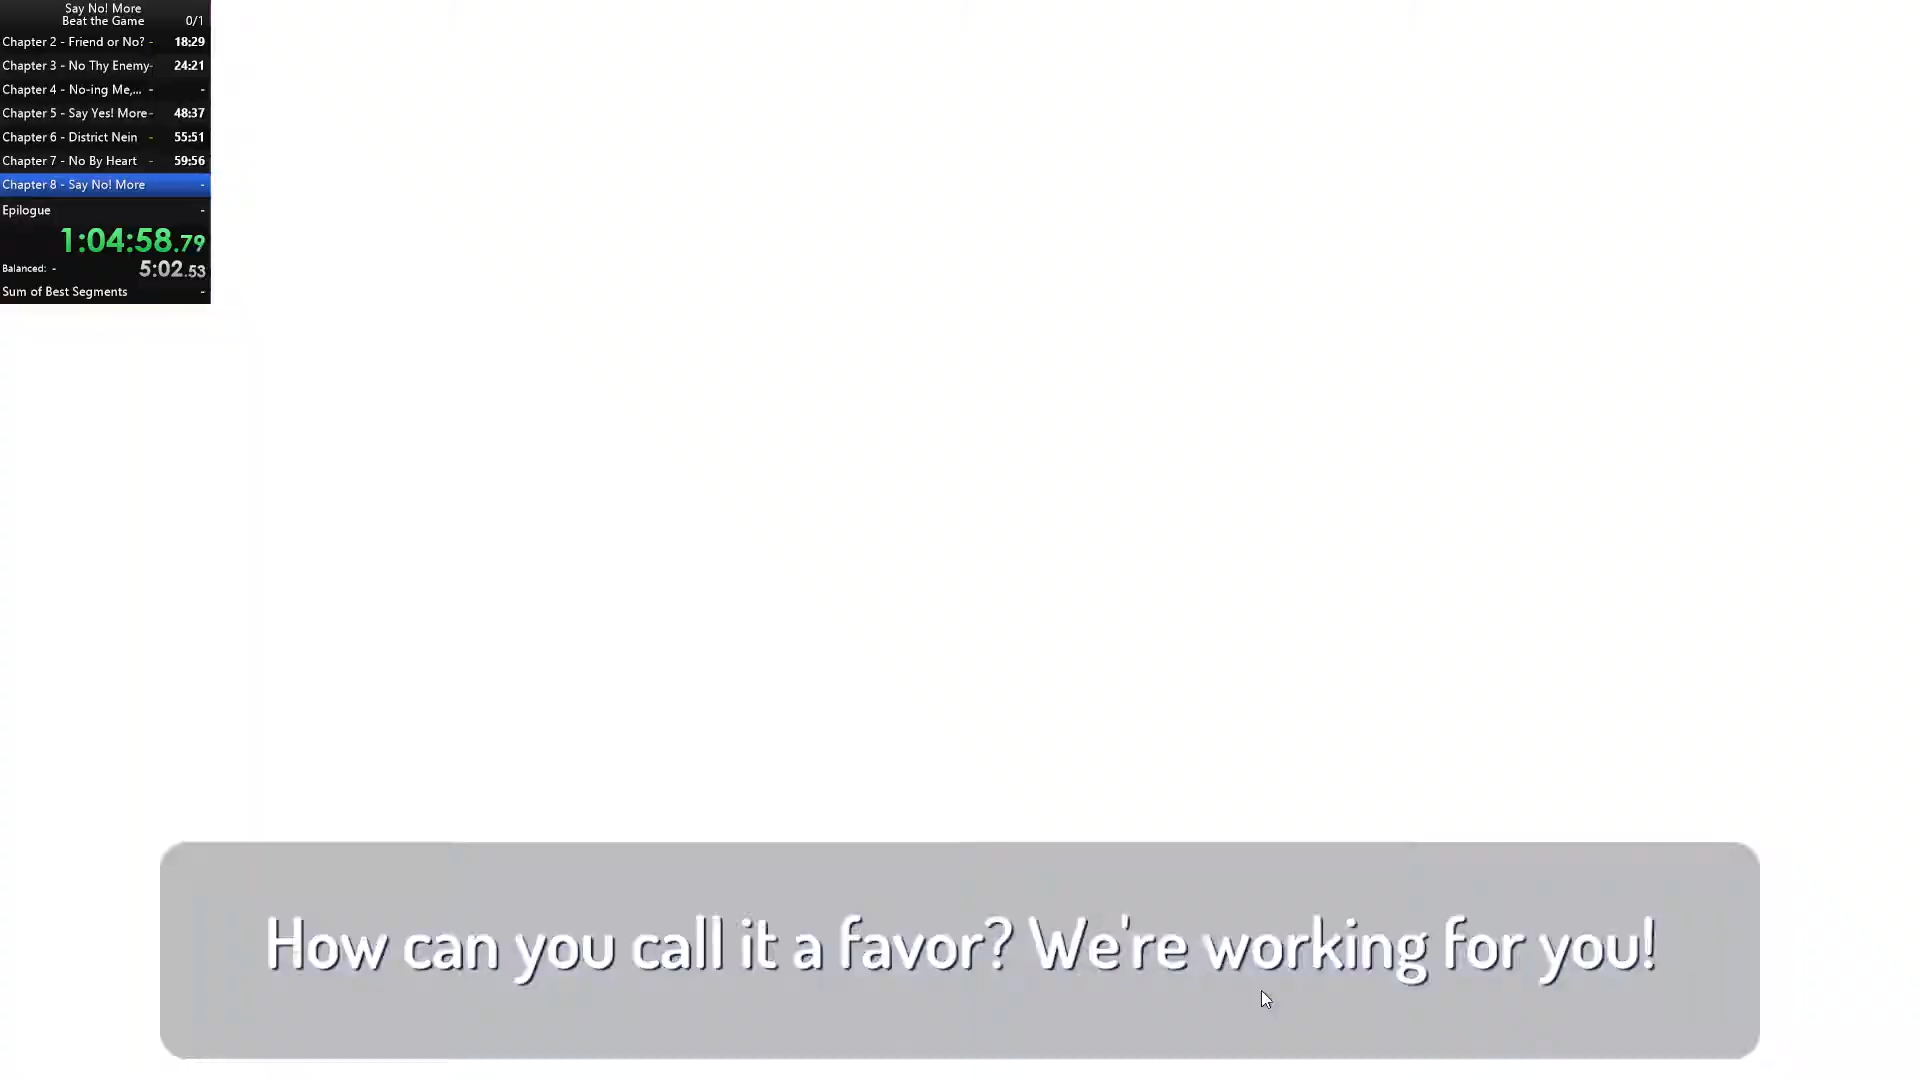 Say No! More
Beat the Game 0/1
Chapter 2 - Friend or No? - 18:29
Chapter 3 - No Thy Enemy- 24:21
Chapter 4 - No-ing Me,... - -
Chapter 5 - Say Yes! More - 48:37
Chapter 6 - District Nein - 55:51
Chapter 7 - No By Heart - 59:56
Chapter 8 - Say No! More -
Epilogue -
1:04:58.79
Balanced: - 5:02.53
Sum of Best Segments -
How can you call it a favor? We're working for you!